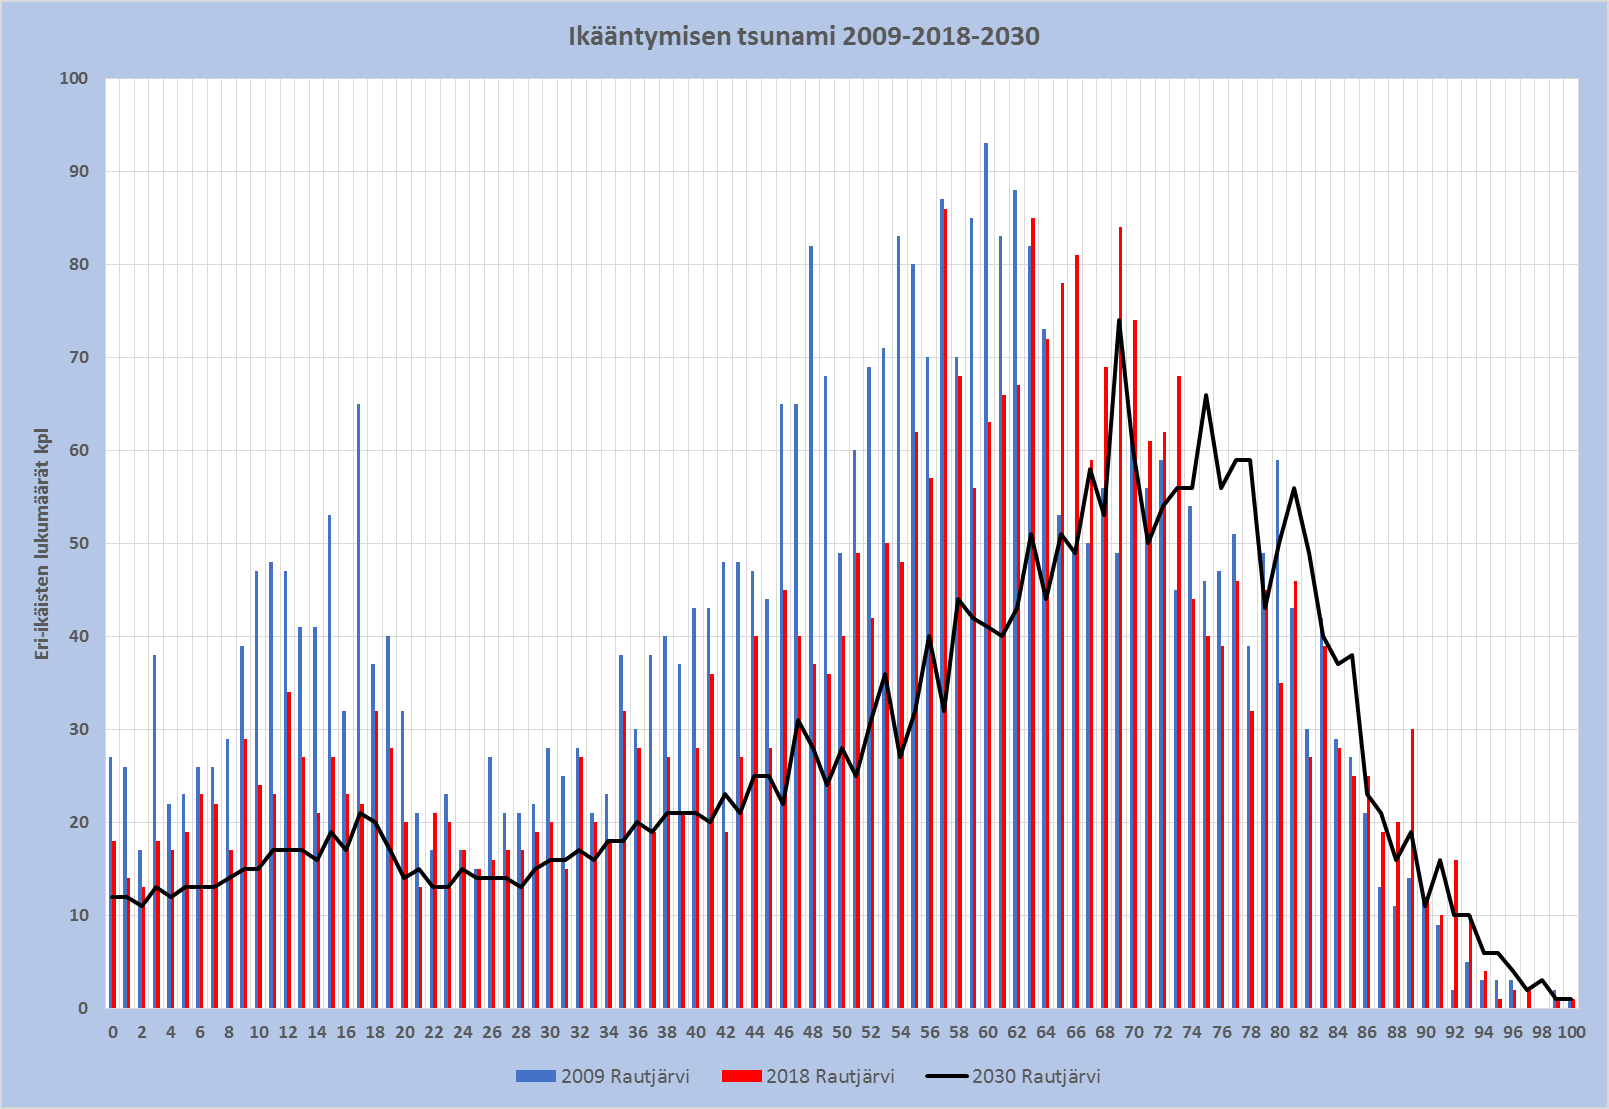 Ikääntymisen tsunami 2009-2018-2030
100
90
80
70
60
50
40
30
20
10
0
Eri-ikäisten lukumäärät kpl
0 2 4 6 8 10 12 14 16 18 20 22 24 26 28 30 32 34 36 38 40 42 44 46 48 50 52 54 56 58 60 62 64 66 68 70 72 74 76 78 80 82 84 86 88 90 92 94 96 98 100
2009 Rautjärvi 2018 Rautjärvi 2030 Rautjärvi